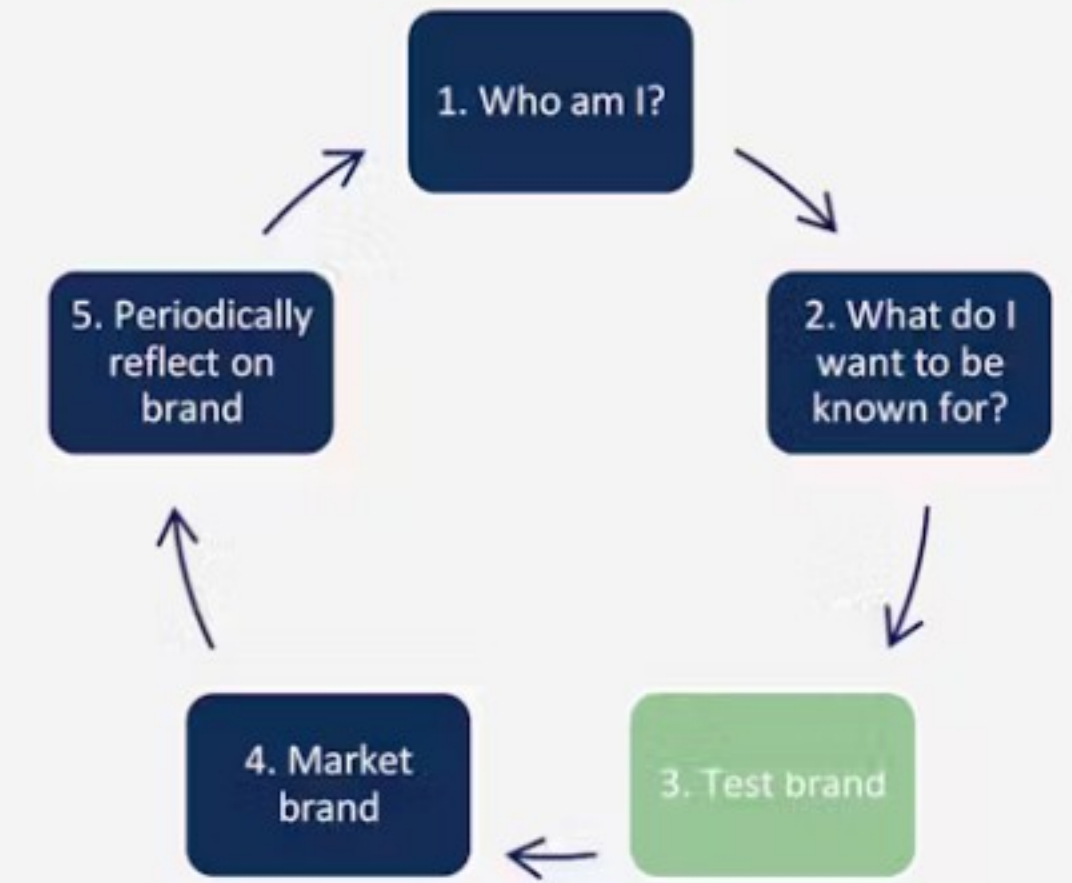 1. Who am I?
2. What do I
want to be
known for?
3. Test brand
4. Market
brand
5. Periodically
reflect on
brand